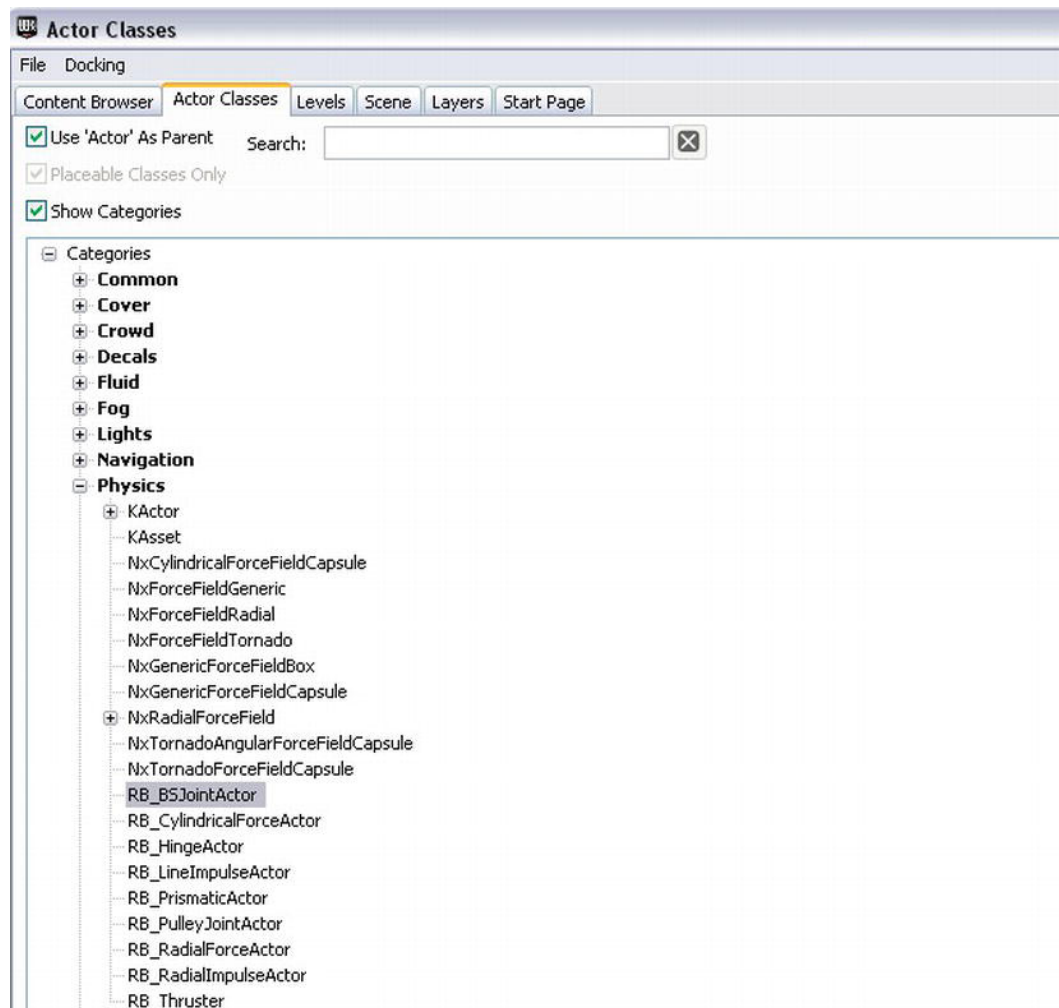 Actor Classes
File Docking
Content Browser Actor Classes Levels Scene Layers Start Page
Use 'Actor' As Parent Search:
Placeable Classes Only
Show Categories
Categories
Common
Cover
Crowd
Decals
Fluid
Fog
Lights
Navigation
Physics
KActor
KAsset
NxCylindricalForceFieldCapsule
NxForceFieldGeneric
NxForceFieldRadial
NxForceFieldTornado
NxGenericForceFieldBox
NxGenericForceFieldCapsule
NxRadialForceField
NxTornadoAngularForceFieldCapsule
NxTornadoForceFieldCapsule
RB_BSJointActor
RB_CylindricalForceActor
RB_HingeActor
RB_LineImpulseActor
RB_PrismaticActor
RB_PulleyJointActor
RB_RadialForceActor
RB_RadialImpulseActor
RB_Thruster